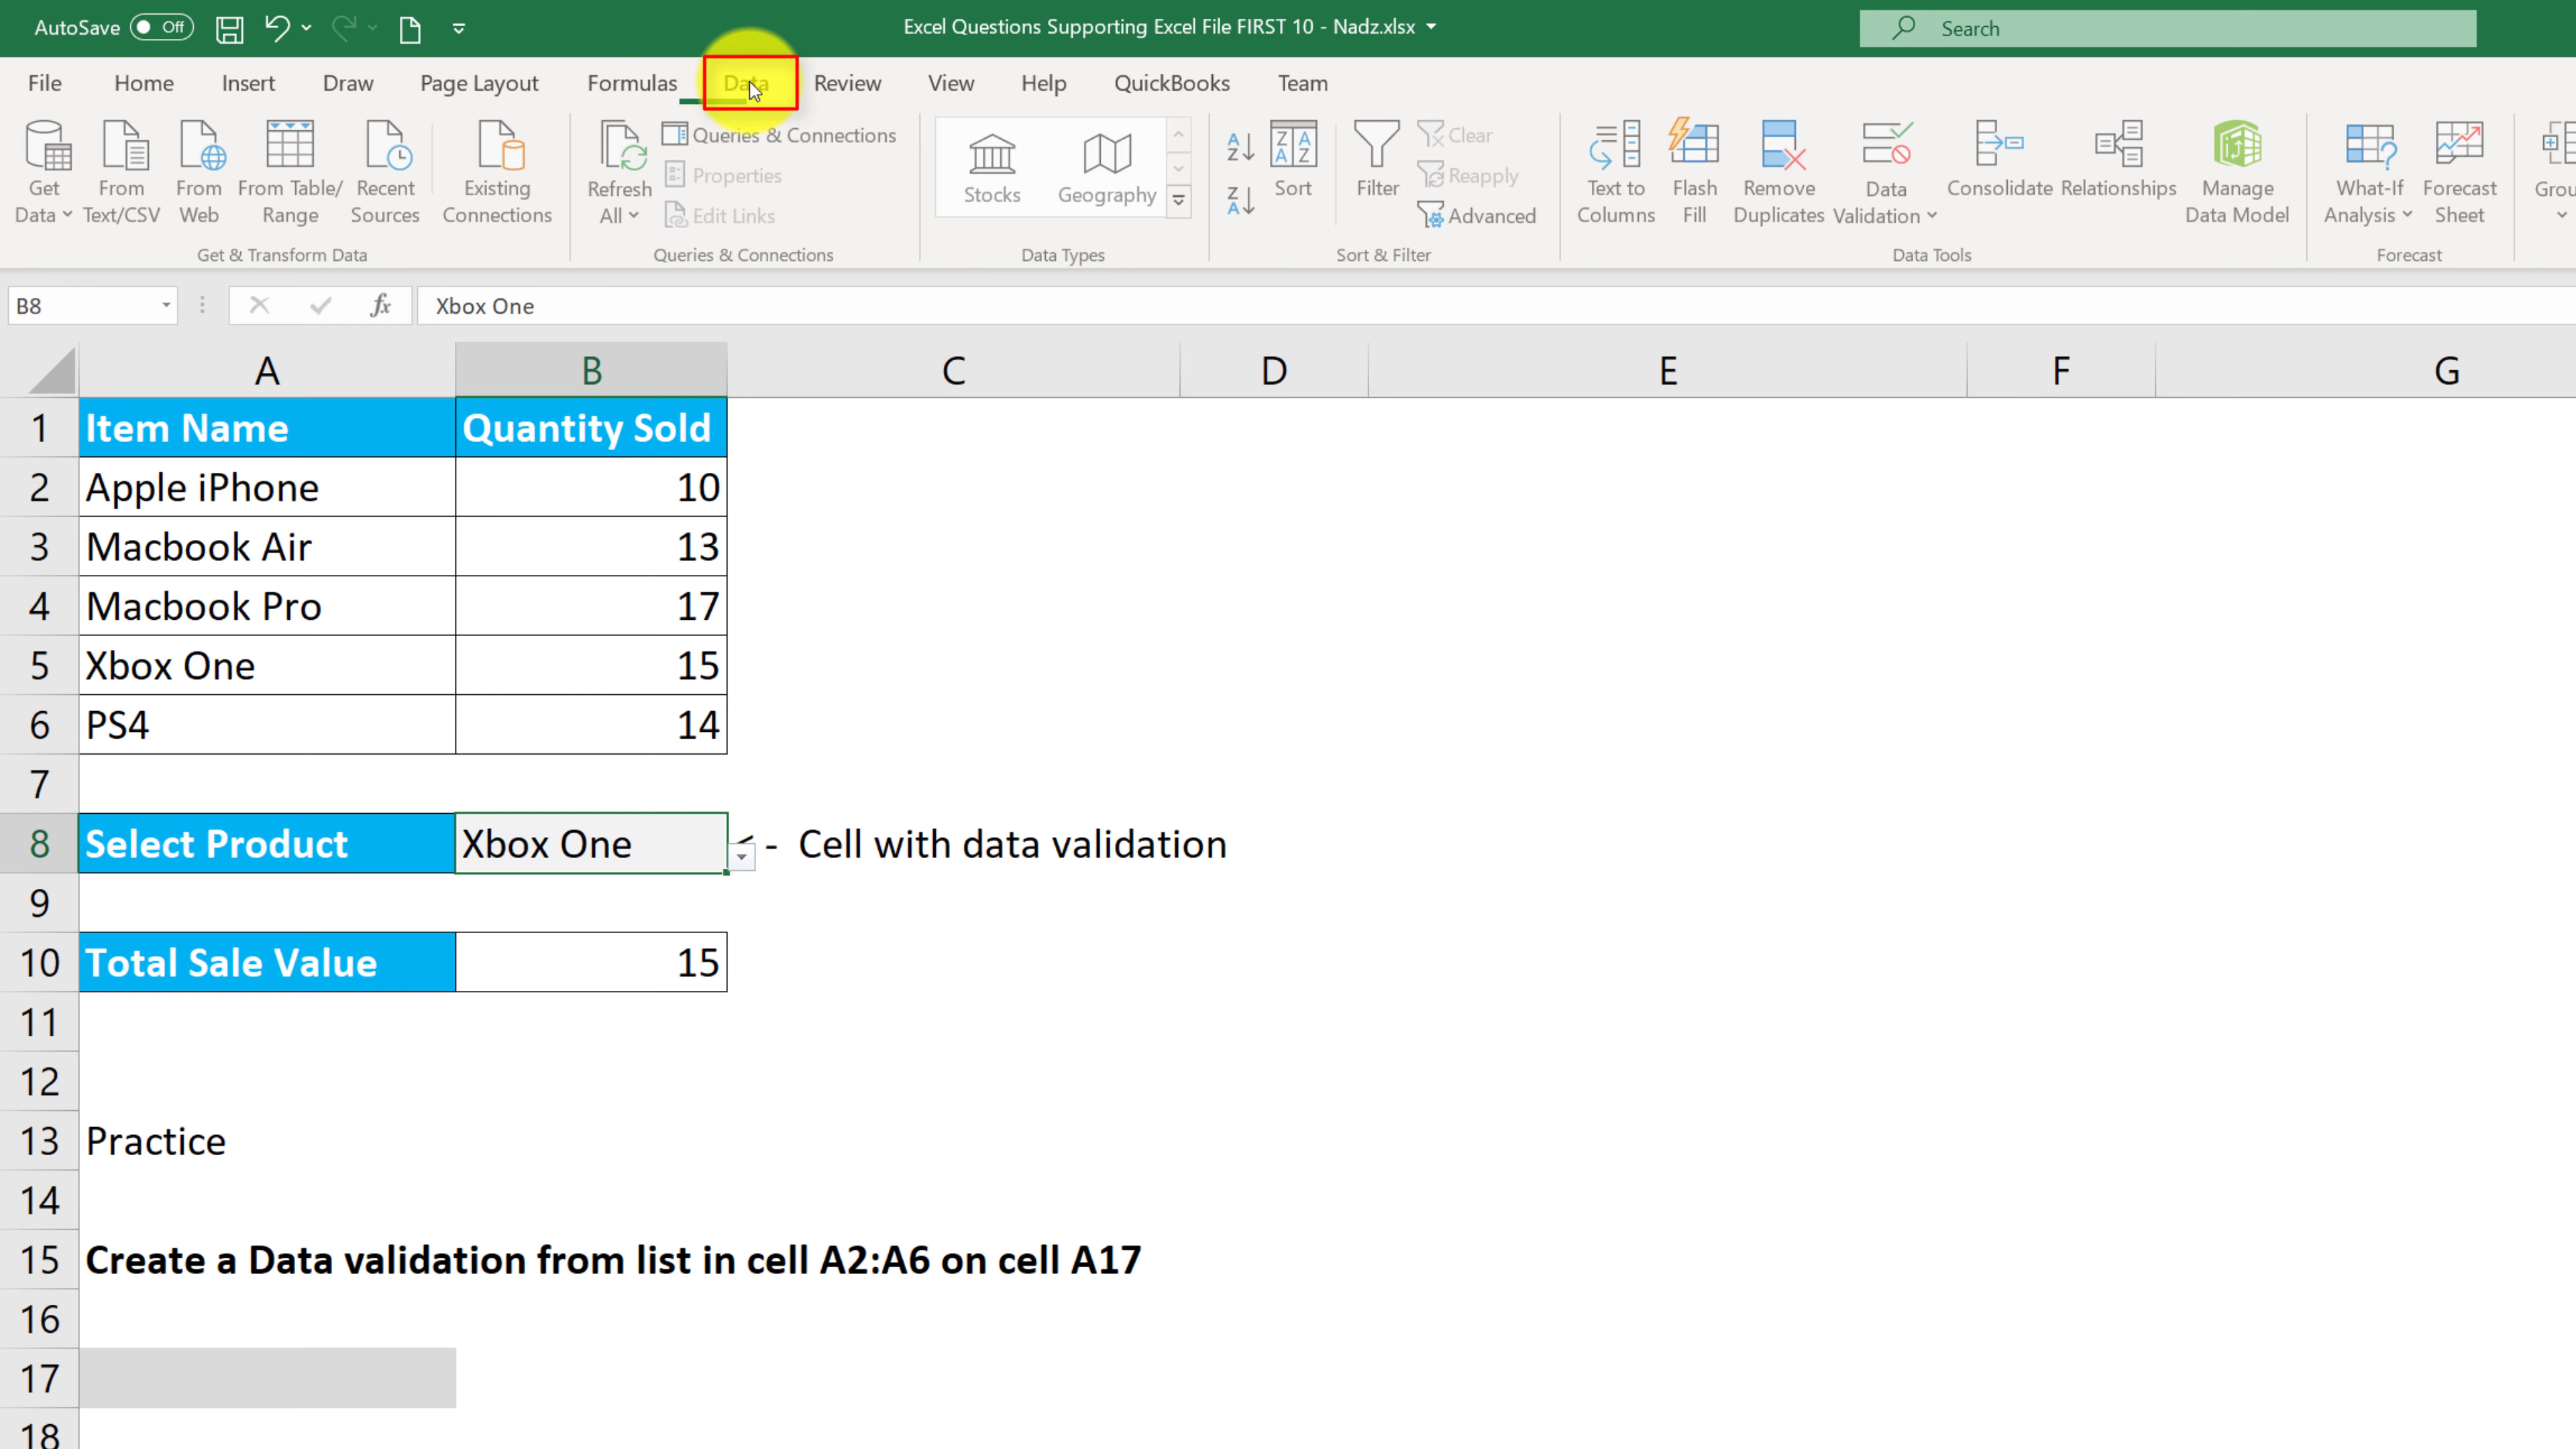 AutoSave Off
Excel Questions Supporting Excel File FIRST 10 - Nadz.xlsx
Search
File Home Insert Draw Page Layout Formulas Data Review View Help QuickBooks Team
Get Data
From Text/CSV
From Web
From Table/ Range
Recent Sources
Existing Connections
Get & Transform Data
Refresh All
Queries & Connections
Properties
Edit Links
Queries & Connections
Stocks
Geography
Data Types
Sort
Filter
Clear
Reapply
Advanced
Sort & Filter
Text to Columns
Flash Fill
Remove Duplicates
Data Validation
Consolidate
Relationships
Manage Data Model
Data Tools
What-If Analysis
Forecast Sheet
Forecast
B8 fx Xbox One
A B C D E F G
1 Item Name Quantity Sold
2 Apple iPhone 10
3 Macbook Air 13
4 Macbook Pro 17
5 Xbox One 15
6 PS4 14
7
8 Select Product Xbox One - Cell with data validation
9
10 Total Sale Value 15
11
12
13 Practice
14
15 Create a Data validation from list in cell A2:A6 on cell A17
16
17
18